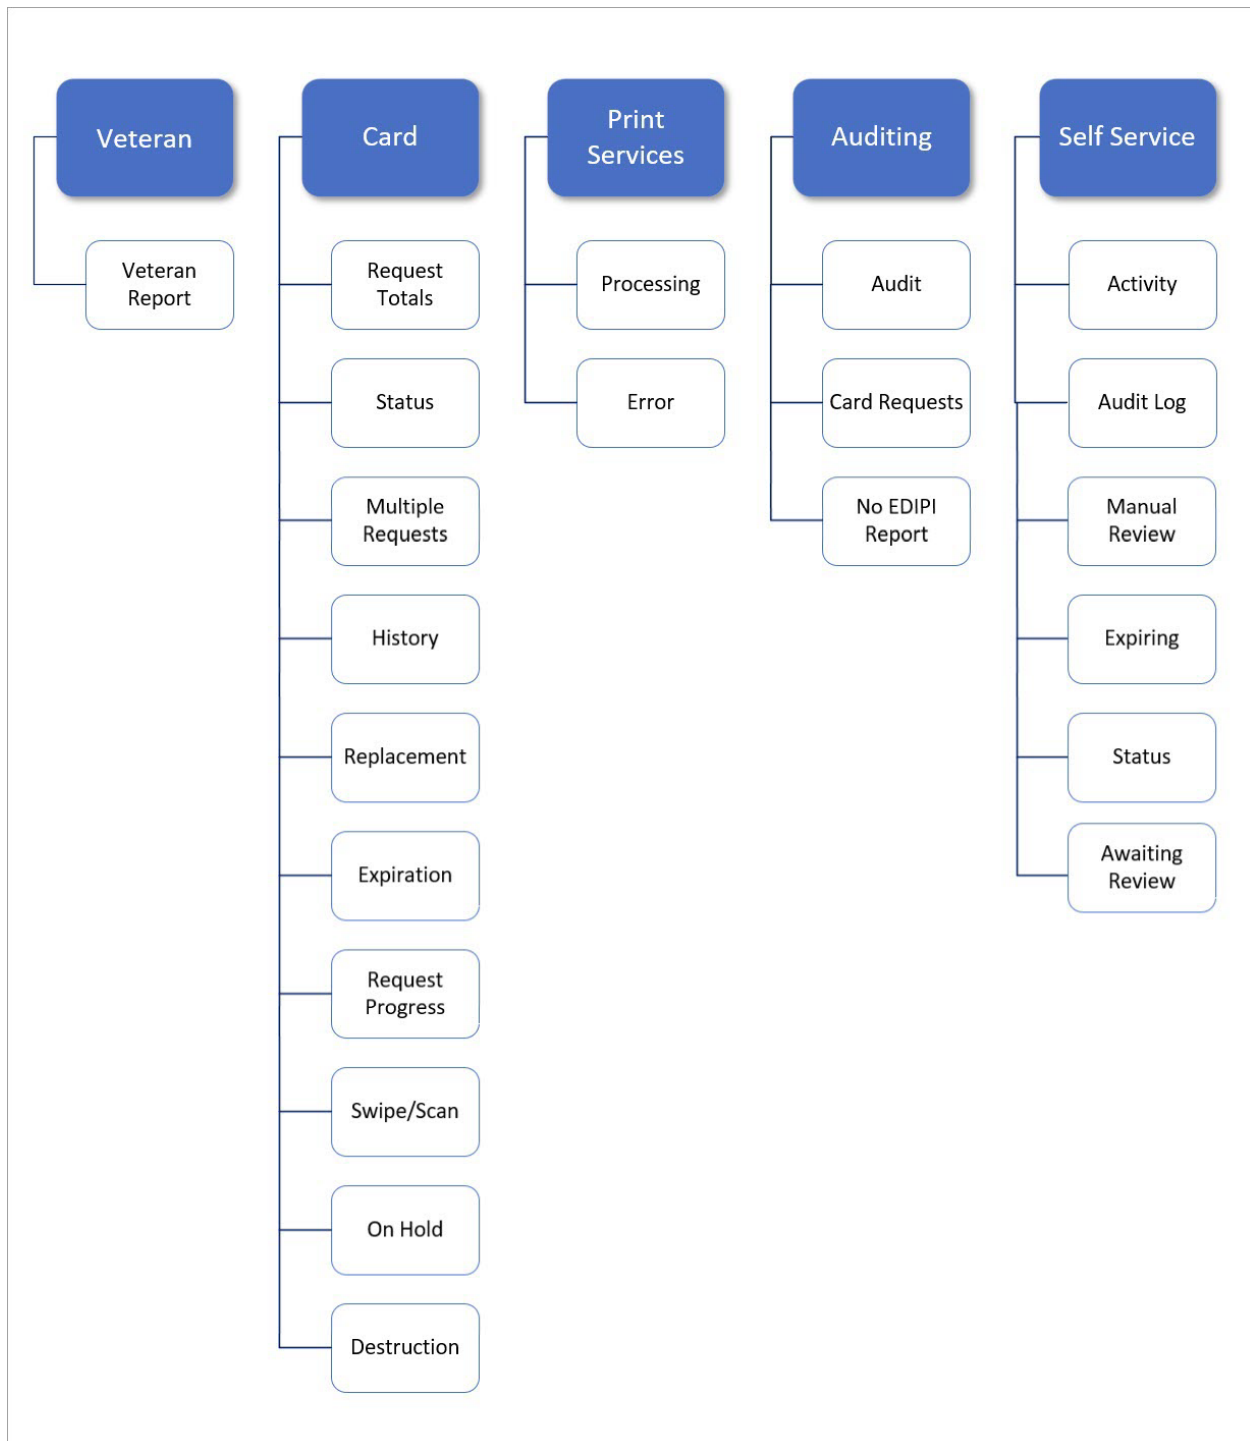 Veteran
Veteran
Report
Card
Request
Totals
Status
Multiple
Requests
History
Replacement
Expiration
Request
Progress
Swipe/Scan
On Hold
Destruction
Print
Services
Processing
Error
Auditing
Audit
Card Requests
No EDIPI
Report
Self Service
Activity
Audit Log
Manual
Review
Expiring
Status
Awaiting
Review